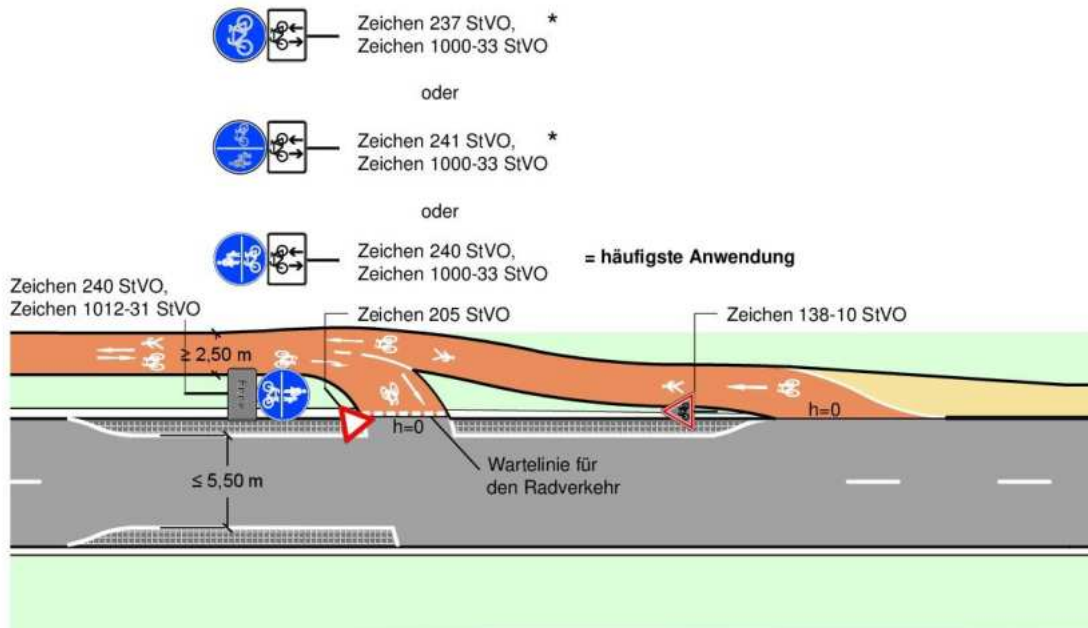 Zeichen 237 StVO, *
Zeichen 1000-33 StVO
oder
Zeichen 241 StVO, *
Zeichen 1000-33 StVO
oder
Zeichen 240 StVO,
Zeichen 1000-33 StVO
= häufigste Anwendung
Zeichen 240 StVO,
Zeichen 1012-31 StVO
Zeichen 205 StVO
Zeichen 138-10 StVO
≥ 2,50 m
h=0
h=0
Wartelinie für
den Radverkehr
≤ 5,50 m